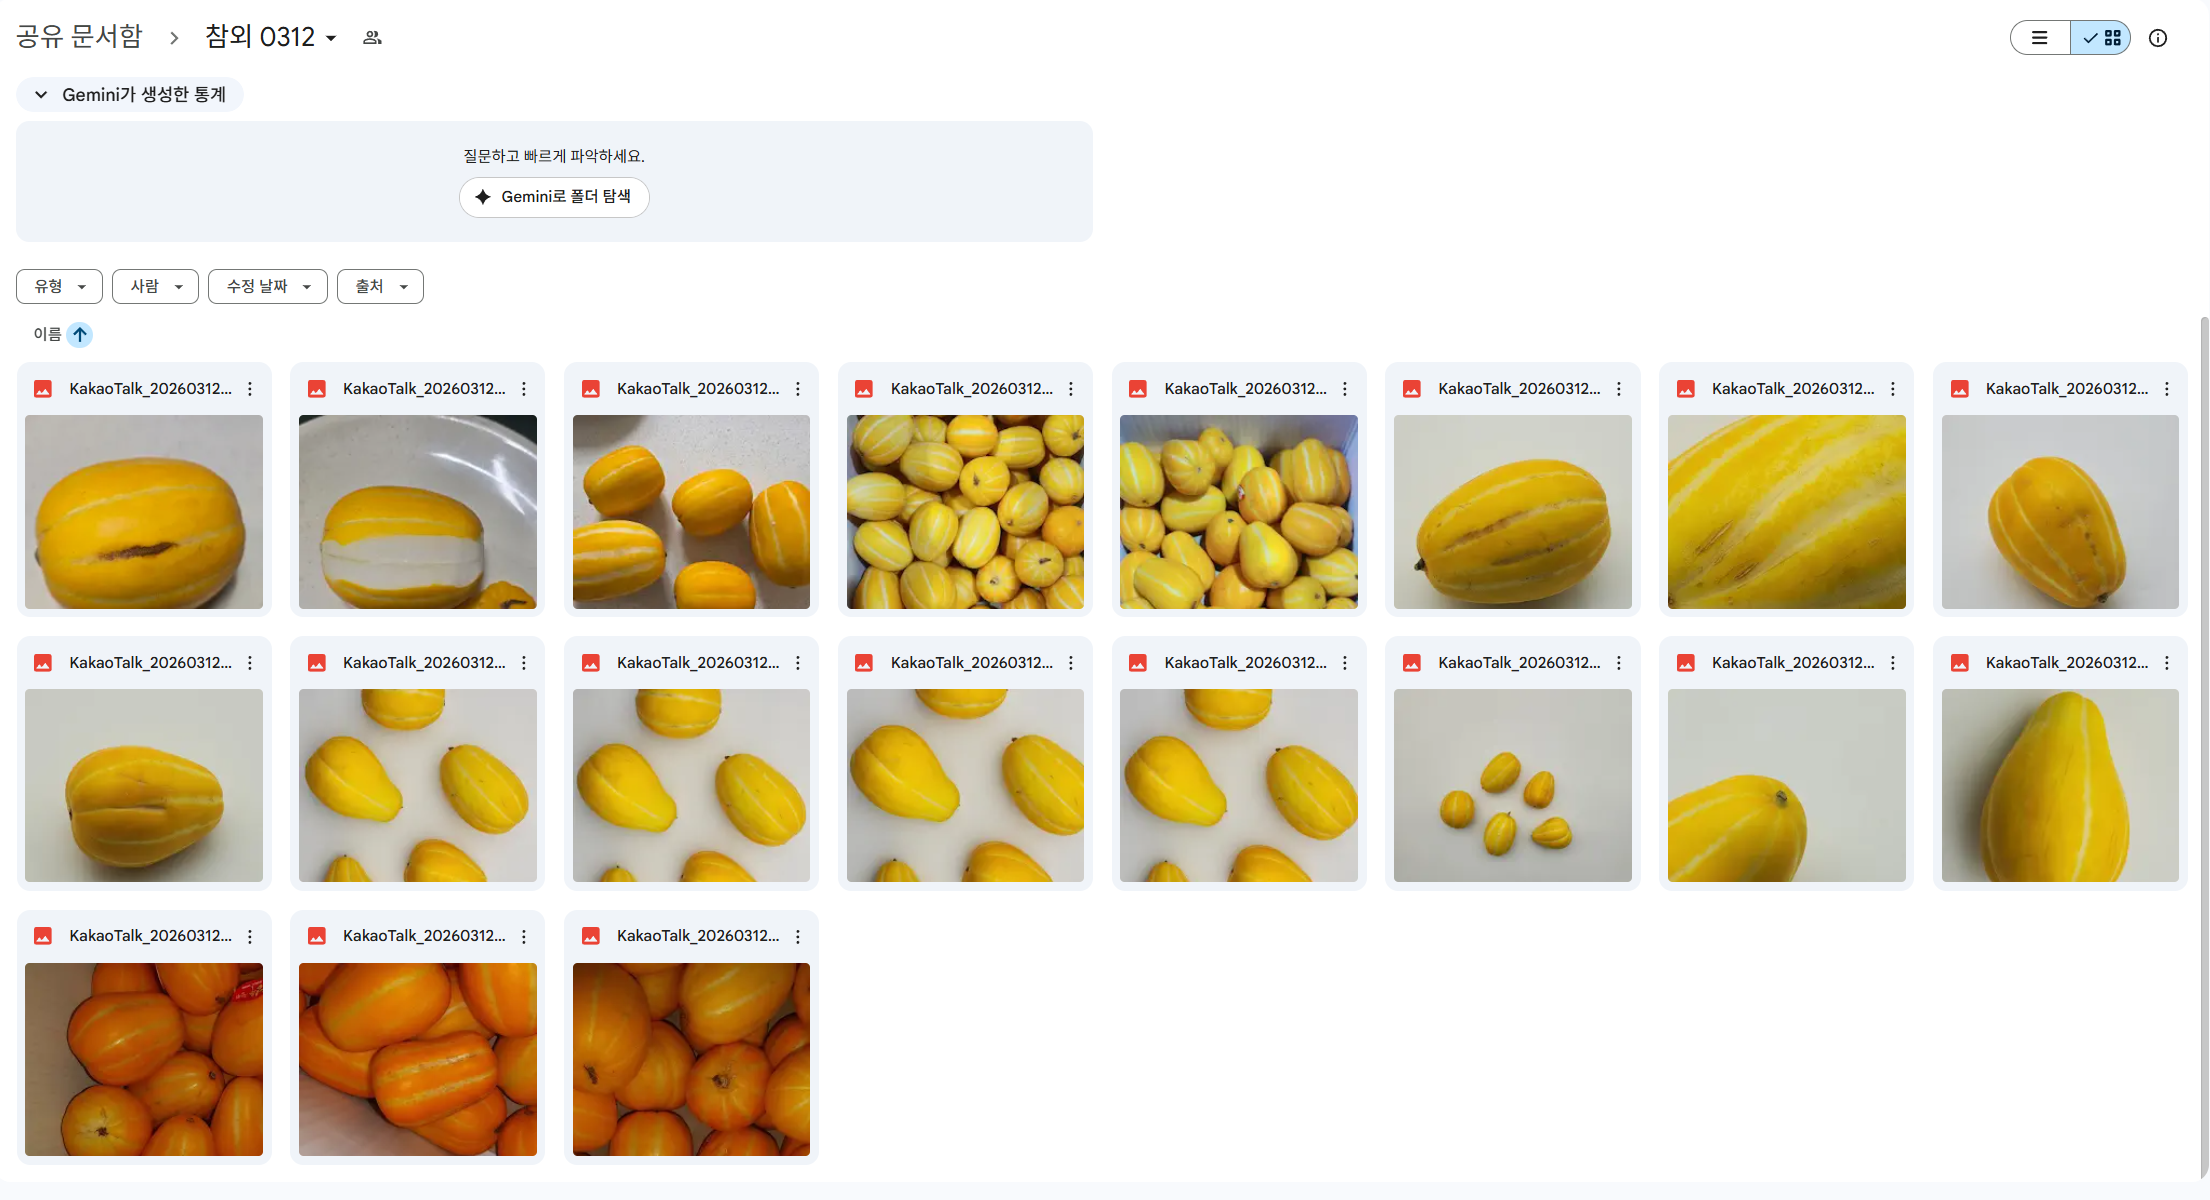 공유 문서함 > 참외 0312
Gemini가 생성한 통계
질문하고 빠르게 파악하세요.
Gemini로 폴더 탐색
유형 사람 수정 날짜 출처
이름
KakaoTalk_20260312... KakaoTalk_20260312... KakaoTalk_20260312... KakaoTalk_20260312... KakaoTalk_20260312... KakaoTalk_20260312... KakaoTalk_20260312... KakaoTalk_20260312...
KakaoTalk_20260312... KakaoTalk_20260312... KakaoTalk_20260312... KakaoTalk_20260312... KakaoTalk_20260312... KakaoTalk_20260312... KakaoTalk_20260312... KakaoTalk_20260312...
KakaoTalk_20260312... KakaoTalk_20260312... KakaoTalk_20260312...